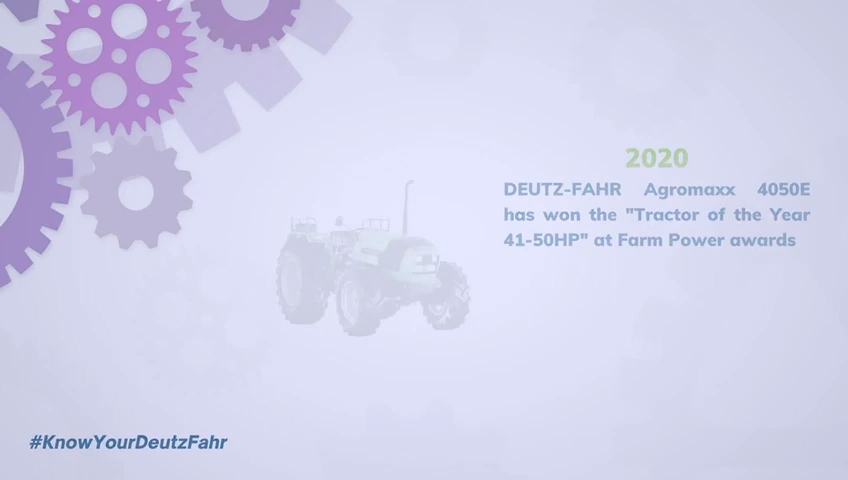 2020
DEUTZ-FAHR Agromaxx 4050E
has won the "Tractor of the Year
41-50HP" at Farm Power awards
#KnowYourDeutzFahr